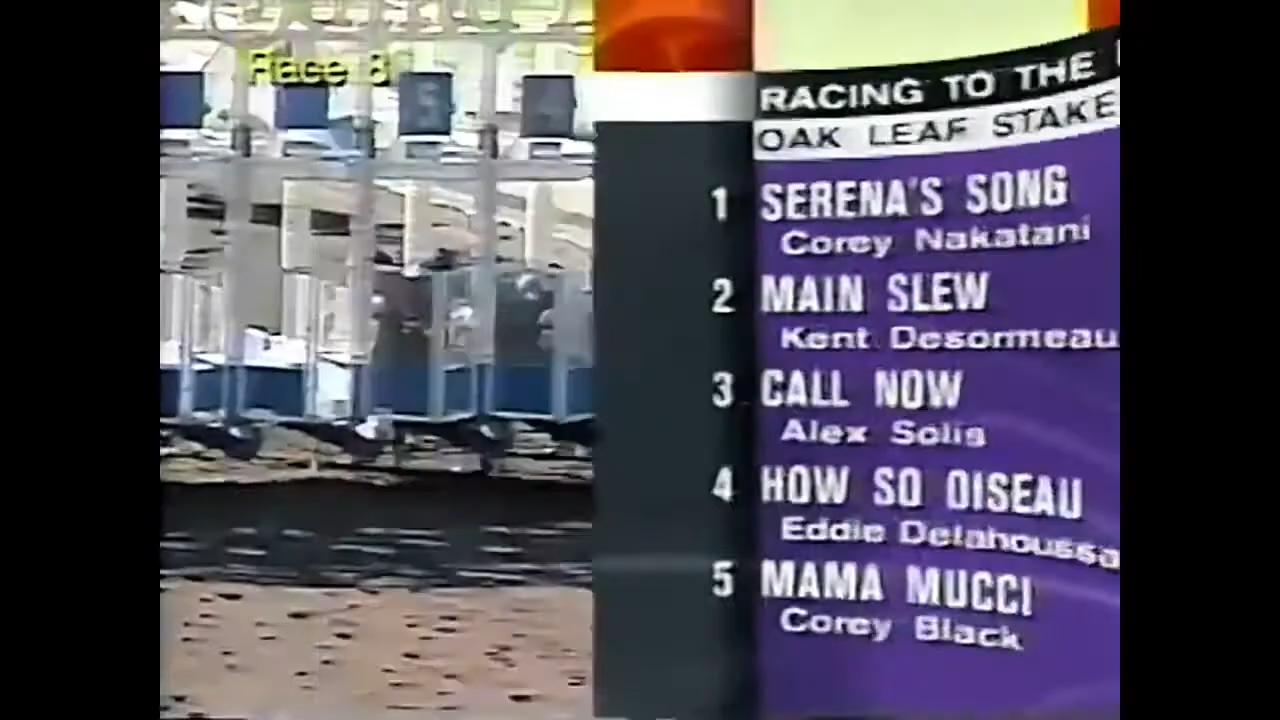 Race 8
RACING TO THE
OAK LEAF STAKE
1 SERENA'S SONG
Corey Nakatani
2 MAIN SLEW
Kent Desormeau
3 CALL NOW
Alex Solis
4 HOW SO OISEAU
Eddie Delahoussa
5 MAMA MUCCI
Corey Black